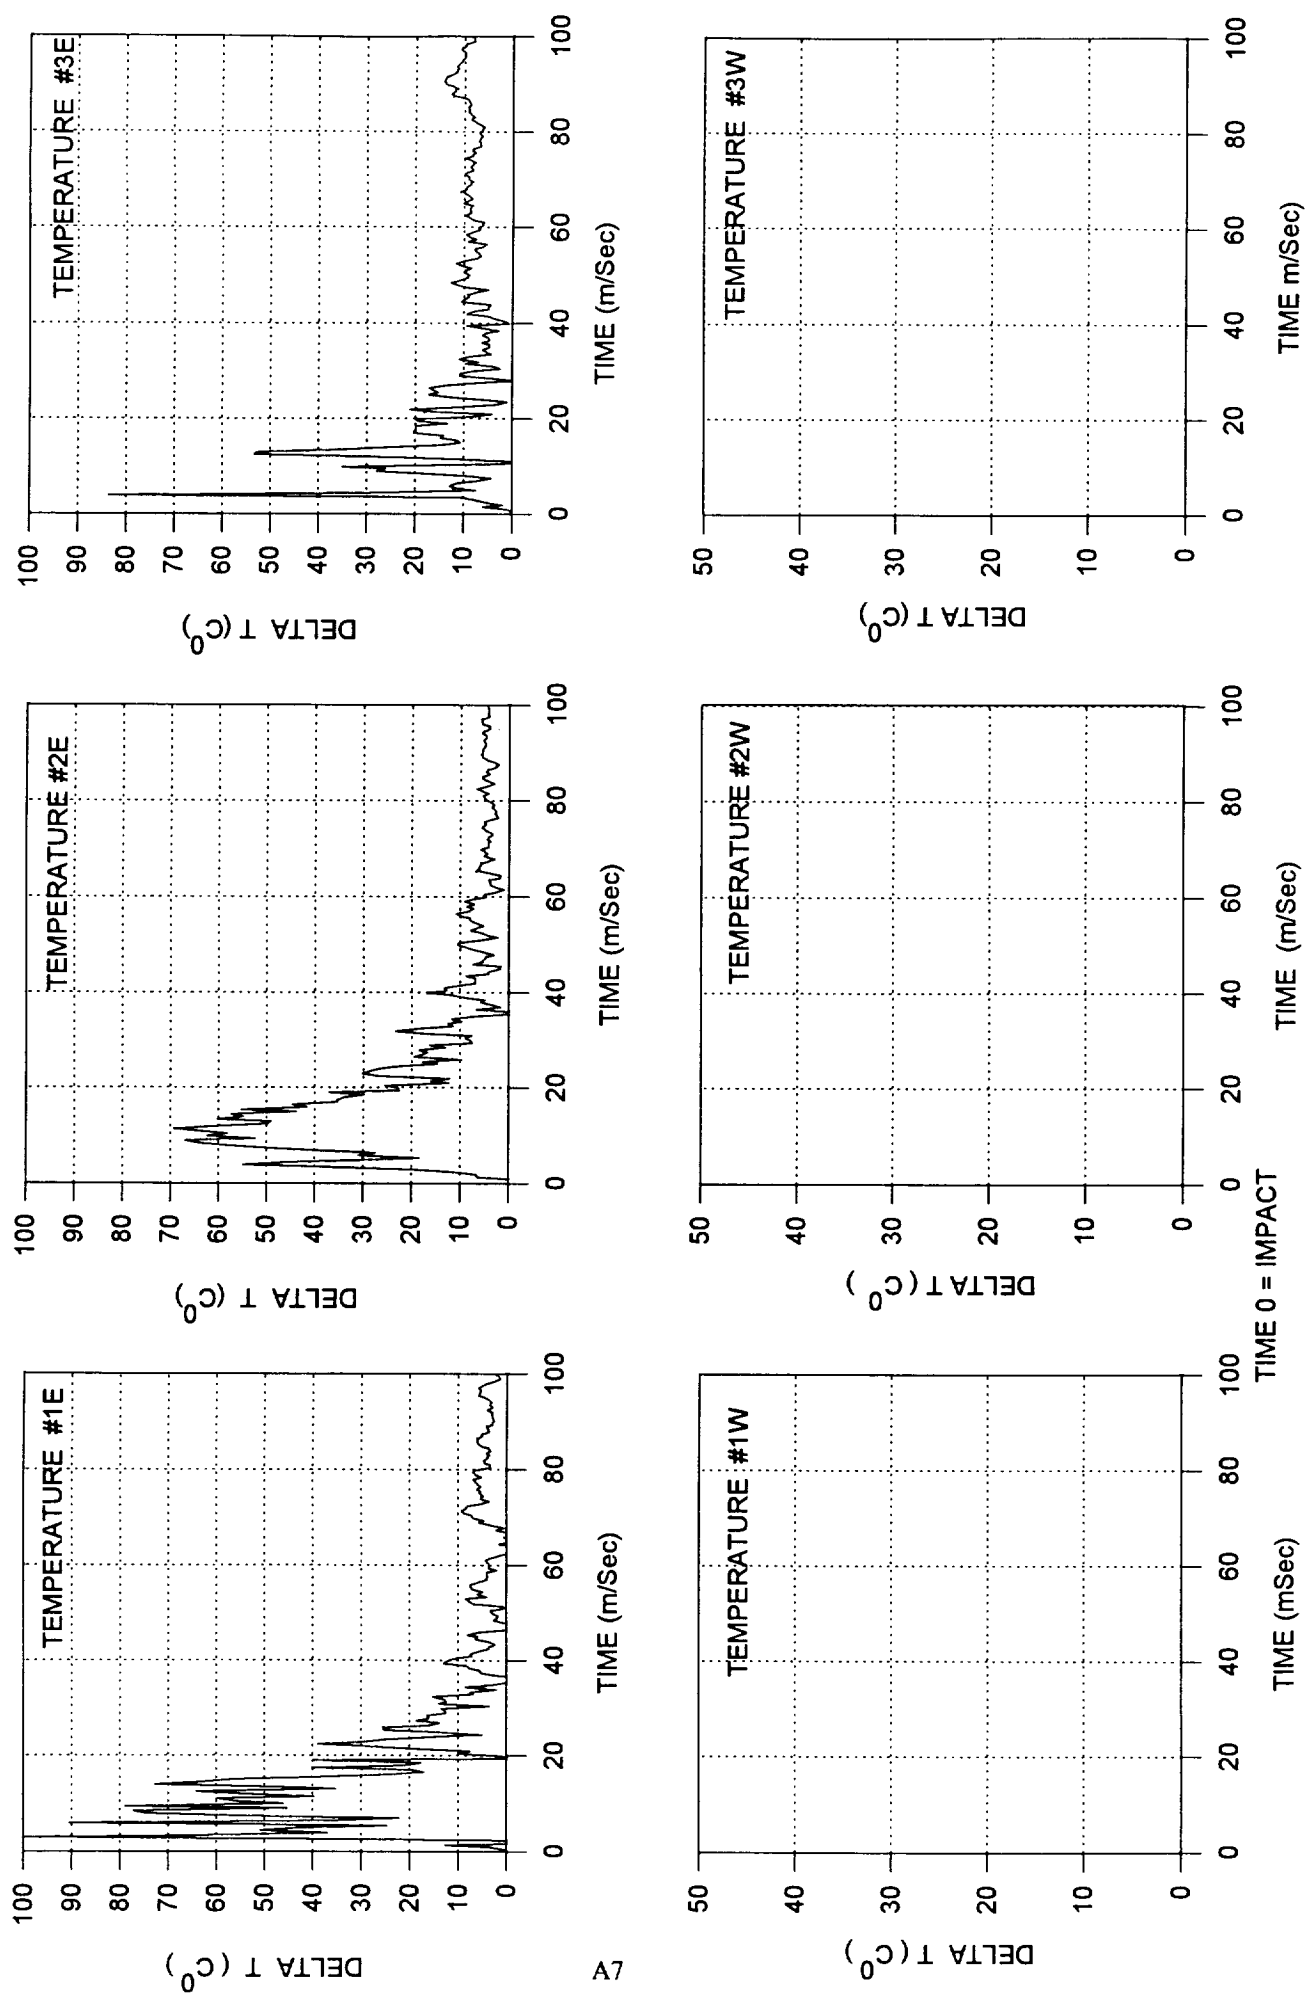 TEMPERATURE #1E
DELTA T (C⁰)
100
90
80
70
60
50
40
30
20
10
0
0 20 40 60 80 100
TIME (m/Sec)
TEMPERATURE #2E
DELTA T (C⁰)
100
90
80
70
60
50
40
30
20
10
0
0 20 40 60 80 100
TIME (m/Sec)
TEMPERATURE #3E
DELTA T (C⁰)
100
90
80
70
60
50
40
30
20
10
0
0 20 40 60 80 100
TIME (m/Sec)
TEMPERATURE #1W
DELTA T (C⁰)
50
40
30
20
10
0
0 20 40 60 80 100
TIME (mSec)
TEMPERATURE #2W
DELTA T (C⁰)
50
40
30
20
10
0
0 20 40 60 80 100
TIME (m/Sec)
TEMPERATURE #3W
DELTA T (C⁰)
50
40
30
20
10
0
0 20 40 60 80 100
TIME m/Sec)
TIME 0 = IMPACT
A7